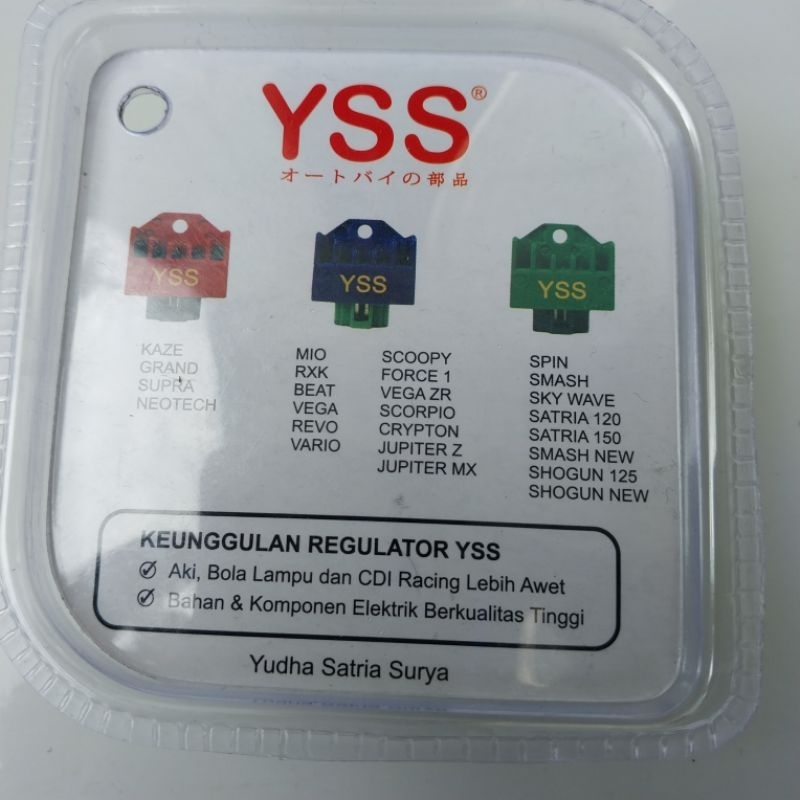 YSS®
オートバイの部品
YSS
YSS
YSS
KAZE
GRAND
SUPRA
NEOTECH
MIO
RXK
BEAT
VEGA
REVO
VARIO
SCOOPY
FORCE 1
VEGA ZR
SCORPIO
CRYPTON
JUPITER Z
JUPITER MX
SPIN
SMASH
SKY WAVE
SATRIA 120
SATRIA 150
SMASH NEW
SHOGUN 125
SHOGUN NEW
KEUNGGULAN REGULATOR YSS
Aki, Bola Lampu dan CDI Racing Lebih Awet
Bahan & Komponen Elektrik Berkualitas Tinggi
Yudha Satria Surya